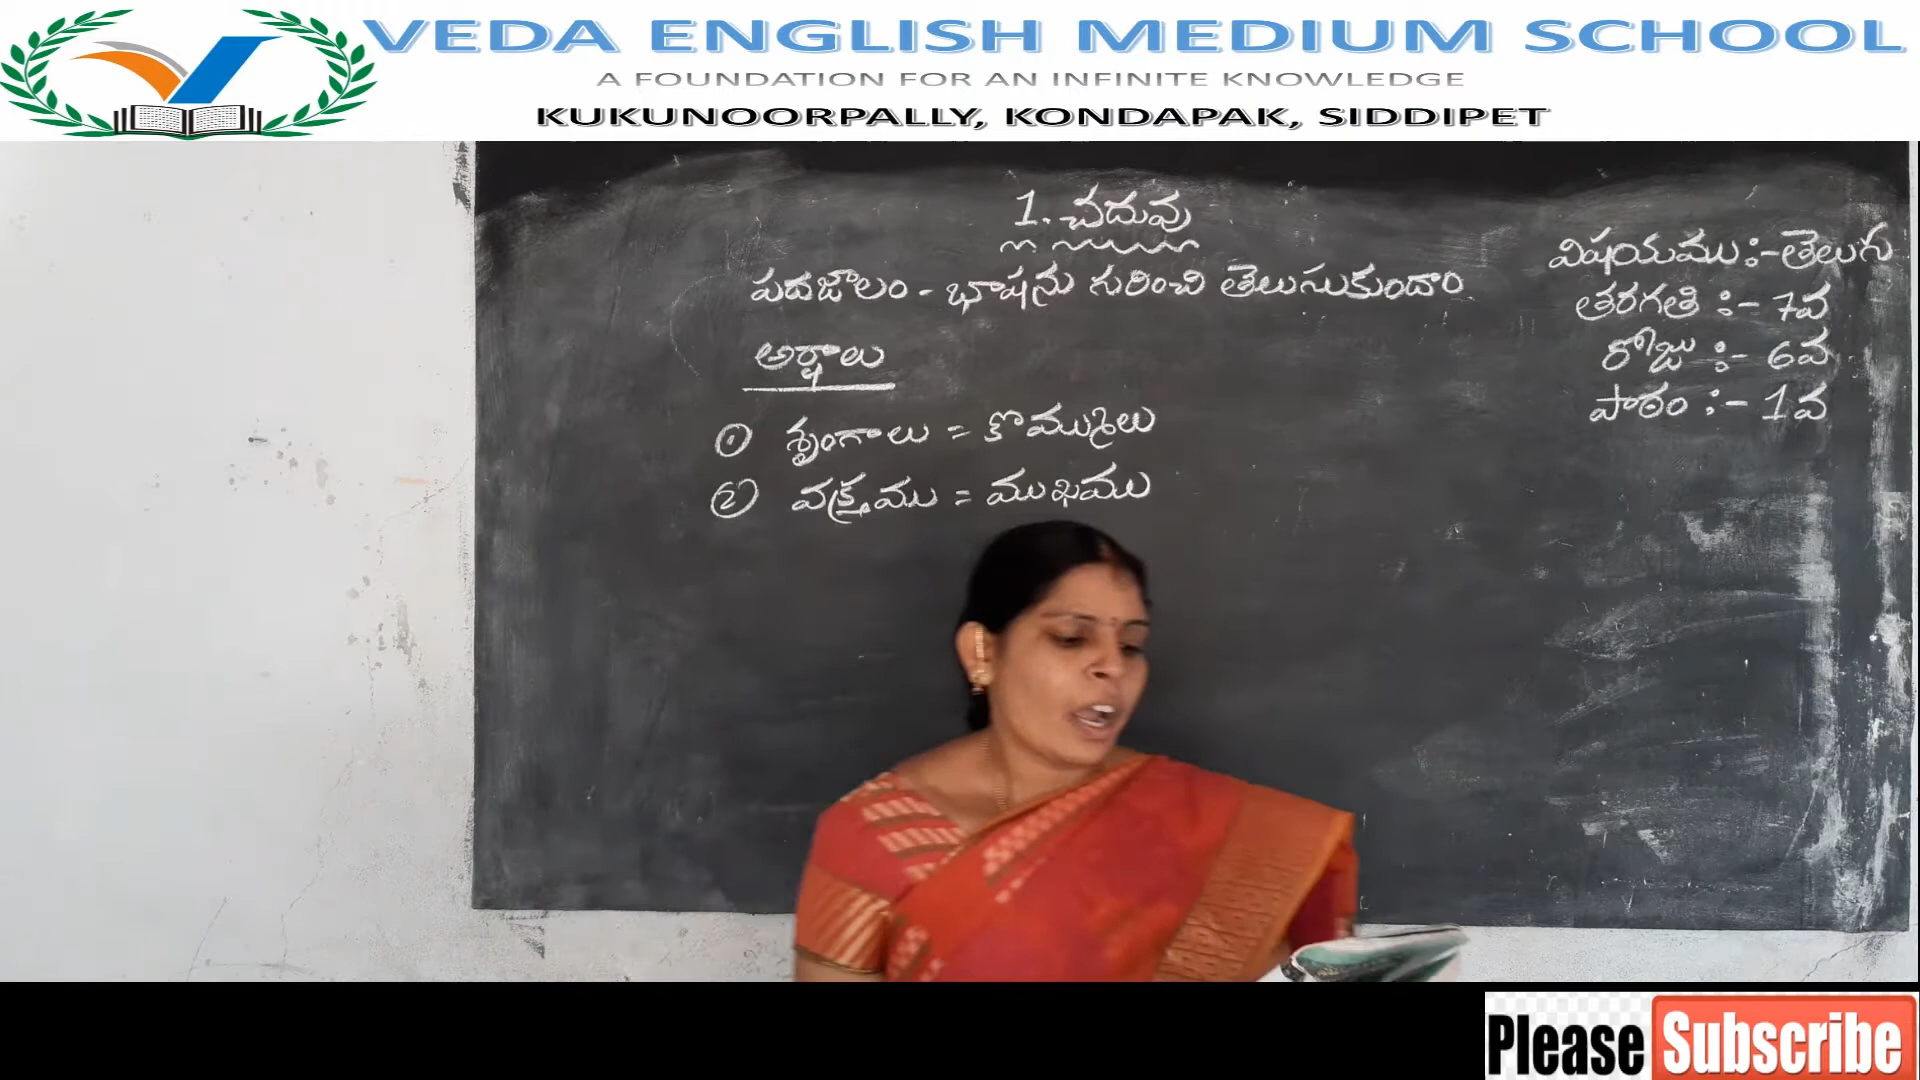 VEDA ENGLISH MEDIUM SCHOOL
A FOUNDATION FOR AN INFINITE KNOWLEDGE
KUKUNOORPALLY, KONDAPAK, SIDDIPET
1. చదువు
పదజాలం - భాషను గురించి తెలుసుకుందాం
అర్థాలు
① శృంగాలు = కొమ్ములు
② వక్త్రము = ముఖము
విషయము :- తెలుగు
తరగతి :- 7వ
రోజు :- 6వ
పాఠం :- 1వ
Please Subscribe